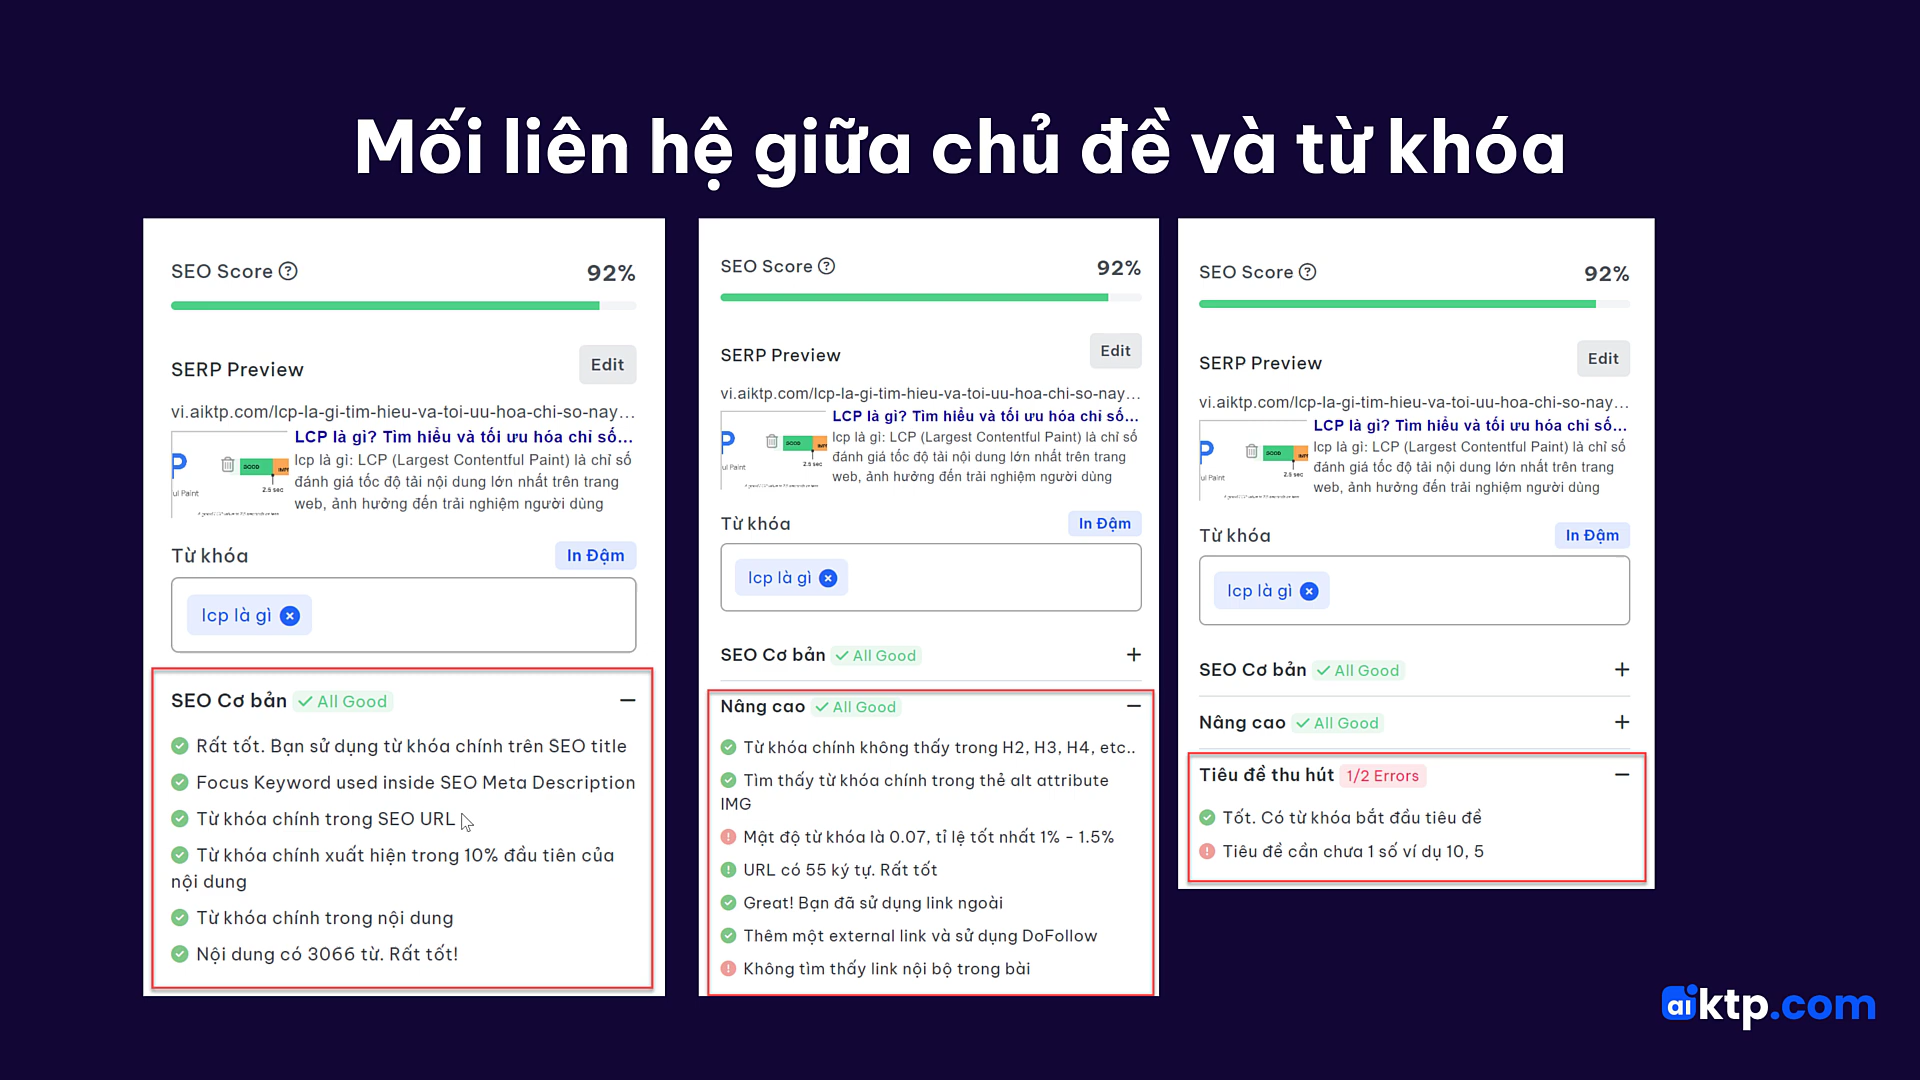 Mối liên hệ giữa chủ đề và từ khóa
SEO Score ?
92%
SERP Preview
Edit
vi.aiktp.com/lcp-la-gi-tim-hieu-va-toi-uu-hoa-chi-so-nay...
LCP là gì? Tìm hiểu và tối ưu hóa chỉ số...
lcp là gì: LCP (Largest Contentful Paint) là chỉ số
đánh giá tốc độ tải nội dung lớn nhất trên trang
web, ảnh hưởng đến trải nghiệm người dùng
P
GOOD
ul Paint
2.5 sec
Từ khóa
In Đậm
lcp là gì
SEO Cơ bản
All Good
Rất tốt. Bạn sử dụng từ khóa chính trên SEO title
Focus Keyword used inside SEO Meta Description
Từ khóa chính trong SEO URL
Từ khóa chính xuất hiện trong 10% đầu tiên của
nội dung
Từ khóa chính trong nội dung
Nội dung có 3066 từ. Rất tốt!
SEO Score ?
92%
SERP Preview
Edit
vi.aiktp.com/lcp-la-gi-tim-hieu-va-toi-uu-hoa-chi-so-nay...
LCP là gì? Tìm hiểu và tối ưu hóa chỉ số...
lcp là gì: LCP (Largest Contentful Paint) là chỉ số
đánh giá tốc độ tải nội dung lớn nhất trên trang
web, ảnh hưởng đến trải nghiệm người dùng
P
GOOD
ul Paint
2.5 sec
Từ khóa
In Đậm
lcp là gì
SEO Cơ bản
All Good
Nâng cao
All Good
Từ khóa chính không thấy trong H2, H3, H4, etc..
Tìm thấy từ khóa chính trong thẻ alt attribute
IMG
Mật độ từ khóa là 0.07, tỉ lệ tốt nhất 1% - 1.5%
URL có 55 ký tự. Rất tốt
Great! Bạn đã sử dụng link ngoài
Thêm một external link và sử dụng DoFollow
Không tìm thấy link nội bộ trong bài
SEO Score ?
92%
SERP Preview
Edit
vi.aiktp.com/lcp-la-gi-tim-hieu-va-toi-uu-hoa-chi-so-nay...
LCP là gì? Tìm hiểu và tối ưu hóa chỉ số...
lcp là gì: LCP (Largest Contentful Paint) là chỉ số
đánh giá tốc độ tải nội dung lớn nhất trên trang
web, ảnh hưởng đến trải nghiệm người dùng
P
GOOD
ul Paint
2.5 sec
Từ khóa
In Đậm
lcp là gì
SEO Cơ bản
All Good
Nâng cao
All Good
Tiêu đề thu hút
1/2 Errors
Tốt. Có từ khóa bắt đầu tiêu đề
Tiêu đề cần chưa 1 số ví dụ 10, 5
aiktp.com